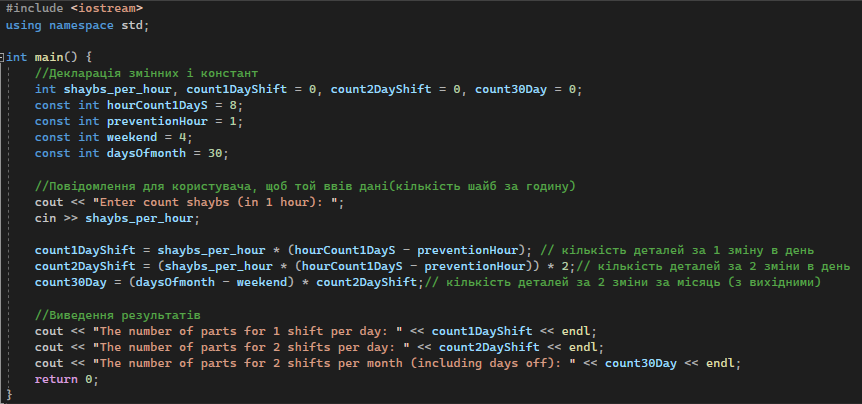 #include <iostream>
using namespace std;
int main() {
//Декларація змінних і констант
int shaybs_per_hour, count1DayShift = 0, count2DayShift = 0, count30Day = 0;
const int hourCount1DayS = 8;
const int preventionHour = 1;
const int weekend = 4;
const int daysOfmonth = 30;
//Повідомлення для користувача, щоб той ввів дані(кількість шайб за годину)
cout << "Enter count shaybs (in 1 hour): ";
cin >> shaybs_per_hour;
count1DayShift = shaybs_per_hour * (hourCount1DayS - preventionHour); // кількість деталей за 1 зміну в день
count2DayShift = (shaybs_per_hour * (hourCount1DayS - preventionHour)) * 2;// кількість деталей за 2 зміни в день
count30Day = (daysOfmonth - weekend) * count2DayShift;// кількість деталей за 2 зміни за місяць (з вихідними)
//Виведення результатів
cout << "The number of parts for 1 shift per day: " << count1DayShift << endl;
cout << "The number of parts for 2 shifts per day: " << count2DayShift << endl;
cout << "The number of parts for 2 shifts per month (including days off): " << count30Day << endl;
return 0;
}